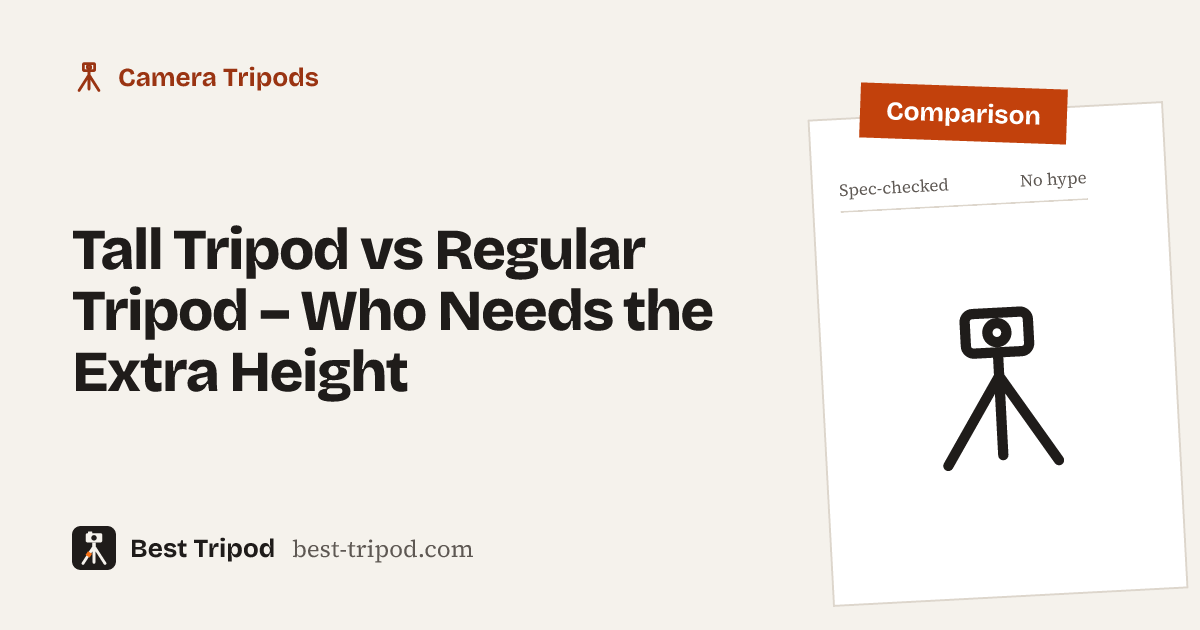 Camera Tripods
Comparison
Spec-checked No hype
Tall Tripod vs Regular
Tripod – Who Needs the
Extra Height
Best Tripod best-tripod.com